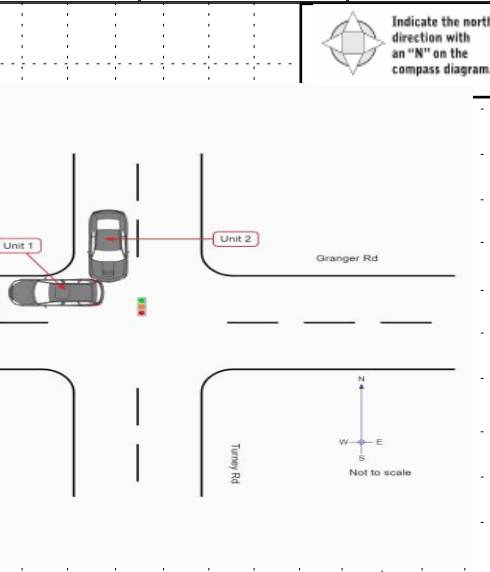 Indicate the north
direction with
an “N” on the
compass diagram.
Unit 1
Unit 2
Granger Rd
N
W
E
S
Not to scale
Turney Rd